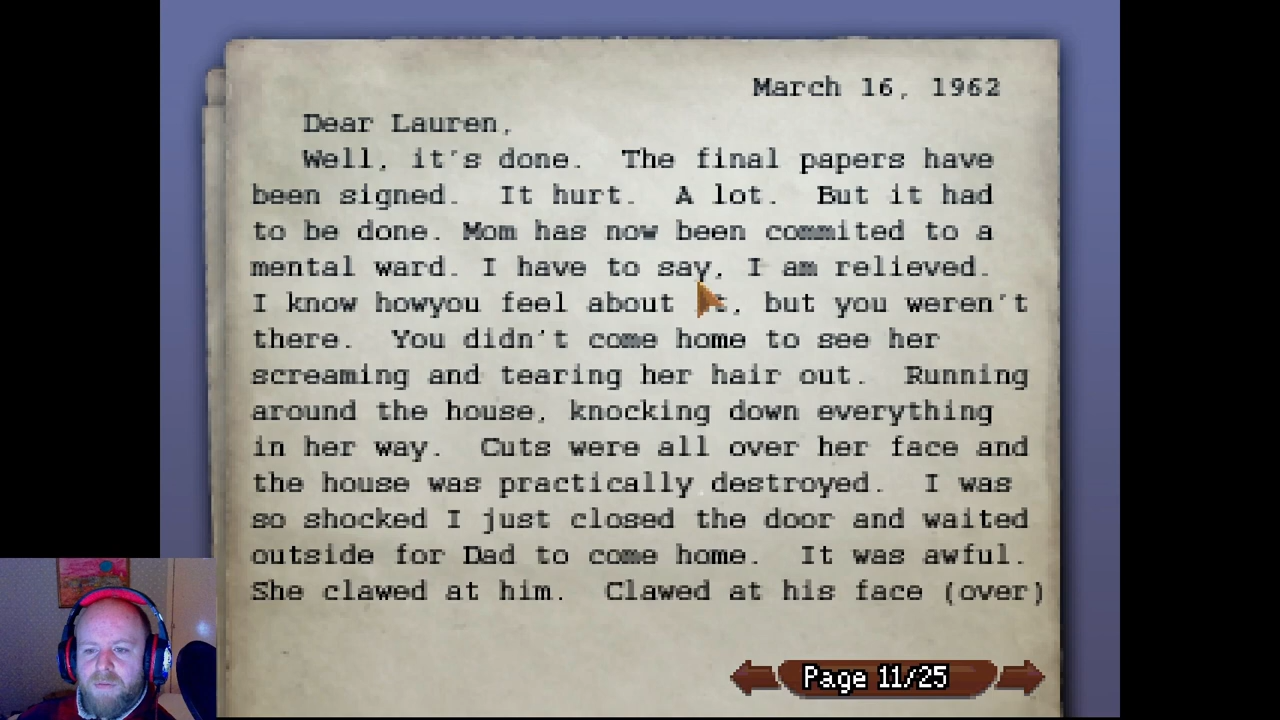 March 16, 1962
Dear Lauren,
Well, it's done. The final papers have
been signed. It hurt. A lot. But it had
to be done. Mom has now been commited to a
mental ward. I have to say, I am relieved.
I know howyou feel about , but you weren't
there. You didn't come home to see her
screaming and tearing her hair out. Running
around the house, knocking down everything
in her way. Cuts were all over her face and
the house was practically destroyed. I was
so shocked I just closed the door and waited
outside for Dad to come home. It was awful.
She clawed at him. Clawed at his face (over)
Page 11/25